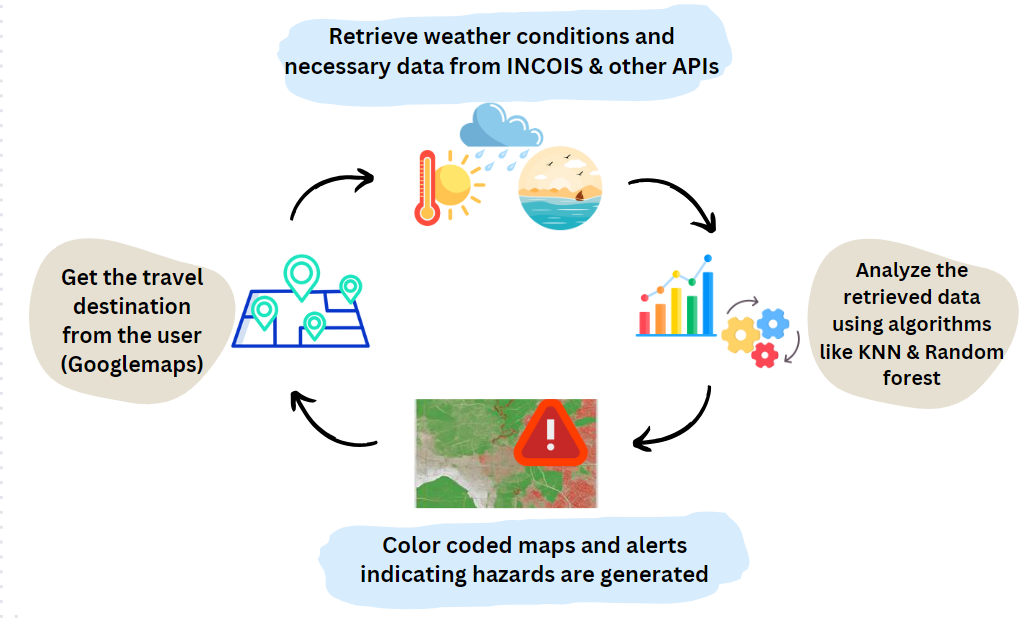 Retrieve weather conditions and
necessary data from INCOIS & other APIs
Get the travel
destination
from the user
(Googlemaps)
Analyze the
retrieved data
using algorithms
like KNN & Random
forest
Color coded maps and alerts
indicating hazards are generated